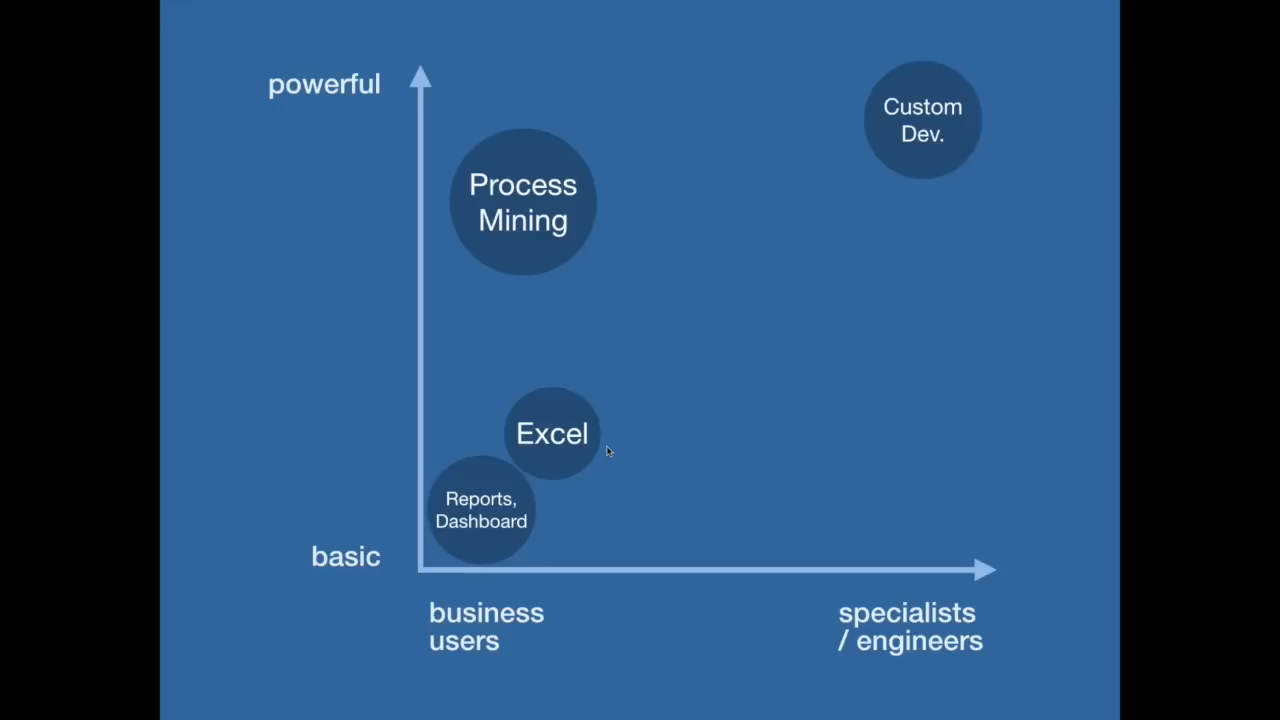 powerful
Custom
Dev.
Process
Mining
Excel
Reports,
Dashboard
basic
business
users
specialists
/ engineers